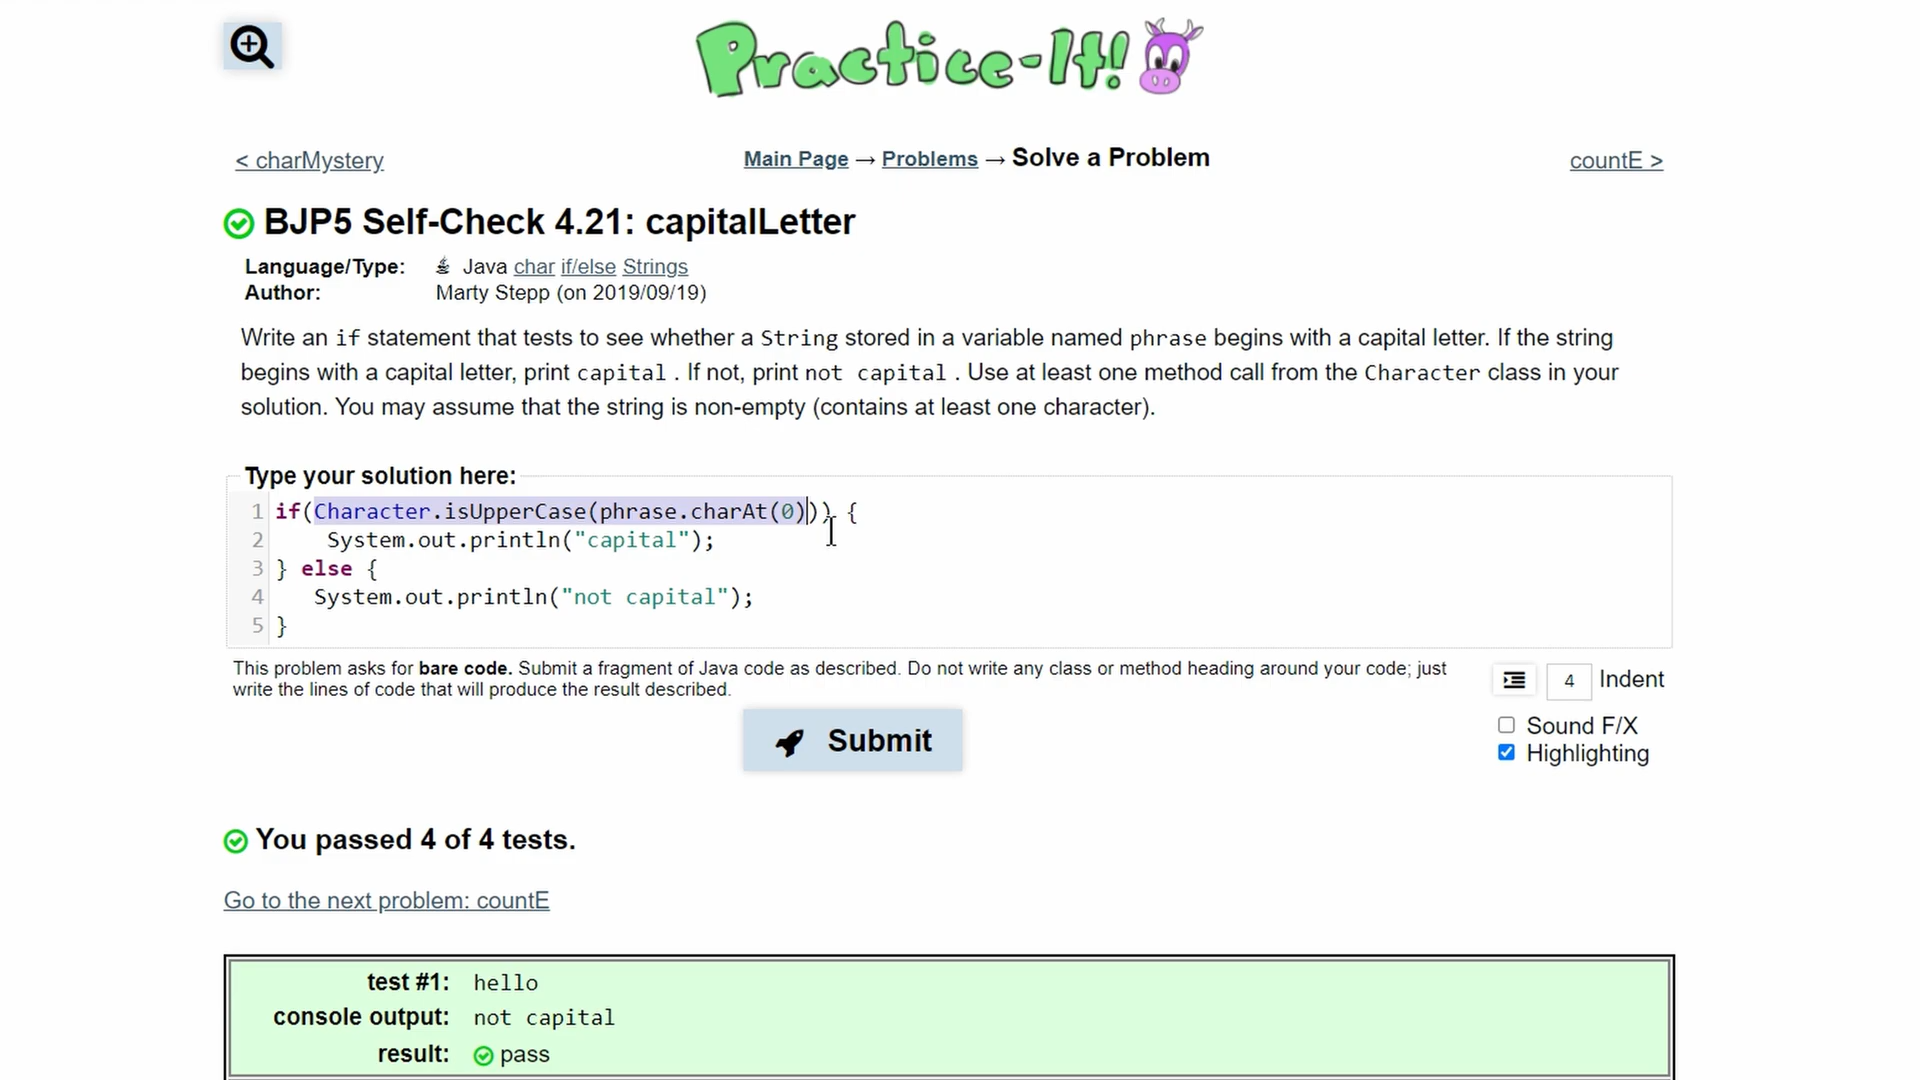 Practice-It!
< charMystery
Main Page → Problems → Solve a Problem
countE >
BJP5 Self-Check 4.21: capitalLetter
Language/Type: Java char if/else Strings
Author: Marty Stepp (on 2019/09/19)
Write an if statement that tests to see whether a String stored in a variable named phrase begins with a capital letter. If the string
begins with a capital letter, print capital . If not, print not capital . Use at least one method call from the Character class in your
solution. You may assume that the string is non-empty (contains at least one character).
Type your solution here:
1 if(Character.isUpperCase(phrase.charAt(0))) {
2     System.out.println("capital");
3 } else {
4    System.out.println("not capital");
5 }
This problem asks for bare code. Submit a fragment of Java code as described. Do not write any class or method heading around your code; just
write the lines of code that will produce the result described.
4 Indent
Sound F/X
Highlighting
Submit
You passed 4 of 4 tests.
Go to the next problem: countE
test #1: hello
console output: not capital
result: pass